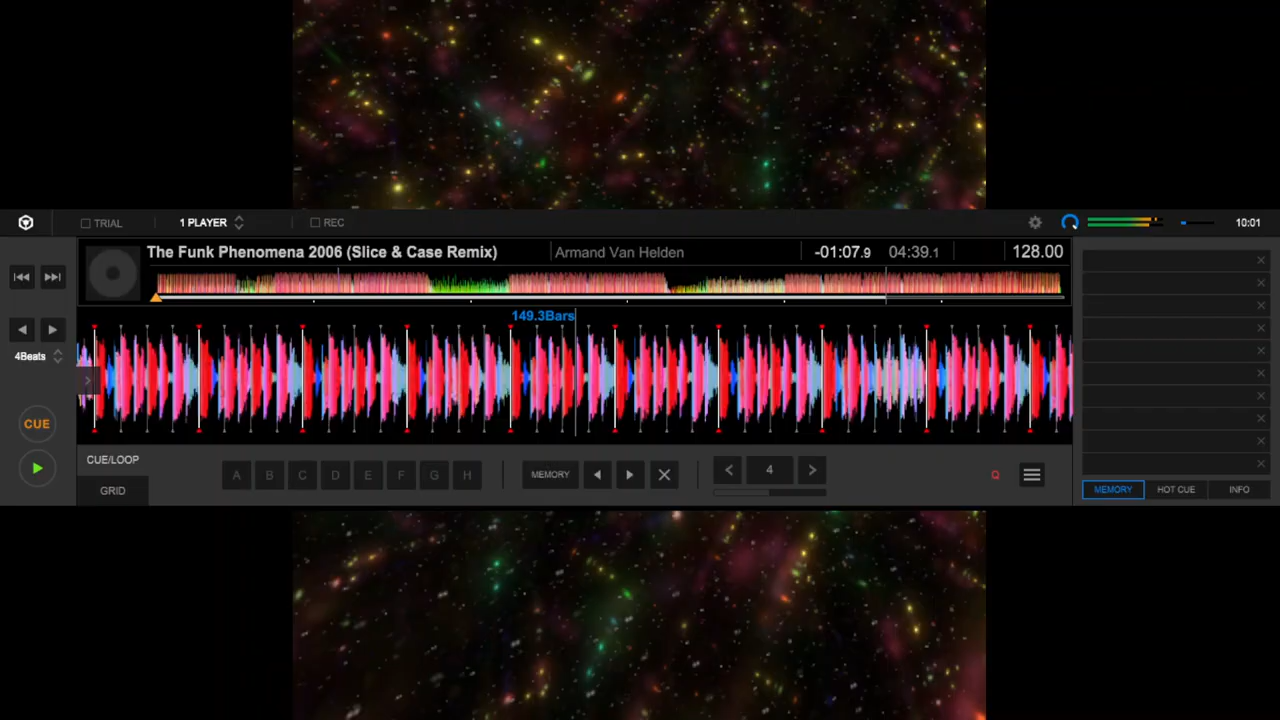 TRIAL 1 PLAYER REC 10:01
The Funk Phenomena 2006 (Slice & Case Remix) Armand Van Helden -01:07.9 04:39.1 128.00
149.3Bars
4Beats
CUE
CUE/LOOP
GRID
A B C D E F G H MEMORY 4 Q
MEMORY HOT CUE INFO